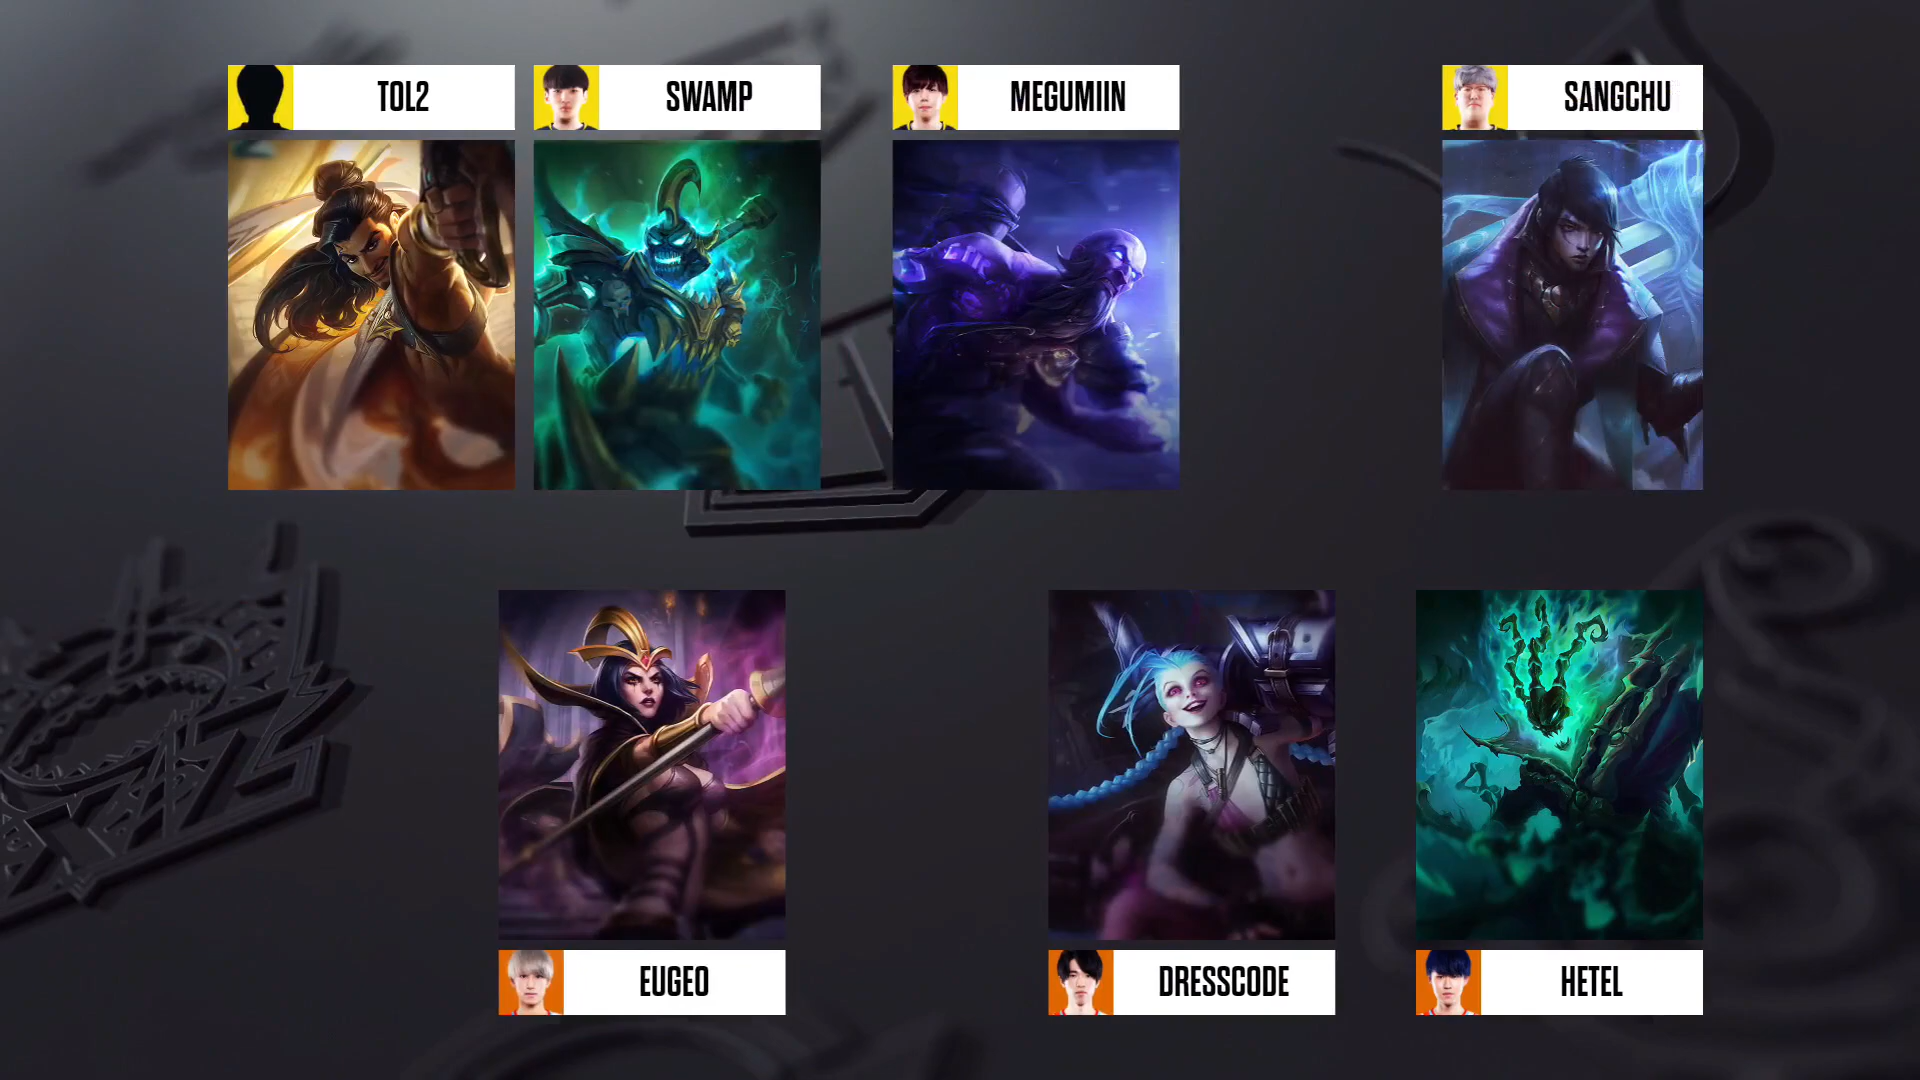 TOL2
SWAMP
MEGUMIIN
SANGCHU
EUGEO
DRESSCODE
HETEL